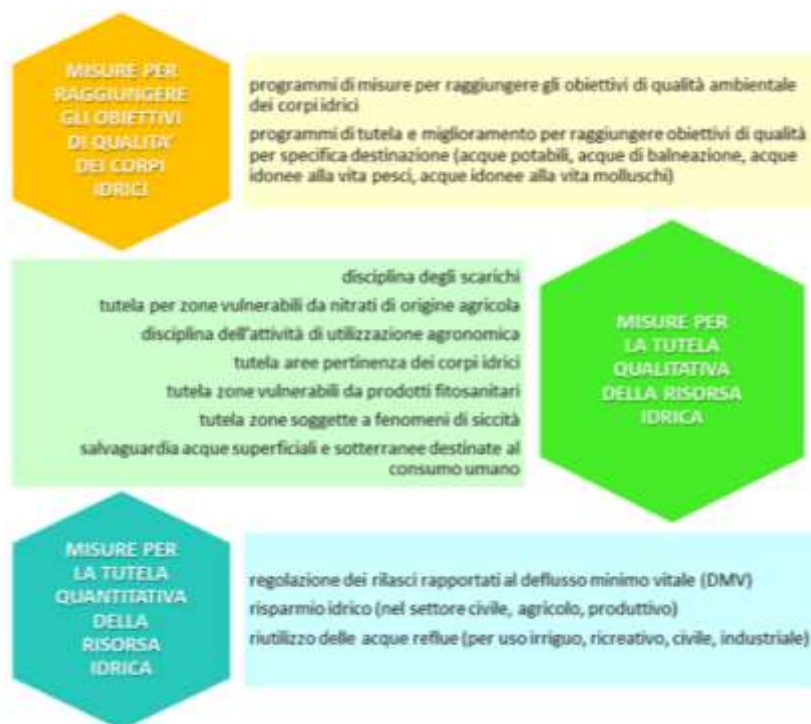 MISURE PER
RAGGIUNGERE
GLI OBIETTIVI
DI QUALITA'
DEI CORPI
IDRICI
programmi di misure per raggiungere gli obiettivi di qualità ambientale
dei corpi idrici
programmi di tutela e miglioramento per raggiungere obiettivi di qualità
per specifica destinazione (acque potabili, acque di balneazione, acque
idonee alla vita pesci, acque idonee alla vita molluschi)
disciplina degli scarichi
tutela per zone vulnerabili da nitrati di origine agricola
disciplina dell'attività di utilizzazione agronomica
tutela aree pertinenza dei corpi idrici
tutela zone vulnerabili da prodotti fitosanitari
tutela zone soggette a fenomeni di siccità
salvaguardia acque superficiali e sotterranee destinate al
consumo umano
MISURE PER
LA TUTELA
QUALITATIVA
DELLA RISORSA
IDRICA
MISURE PER
LA TUTELA
QUANTITATIVA
DELLA
RISORSA
IDRICA
regolazione dei rilasci rapportati al deflusso minimo vitale (DMV)
risparmio idrico (nel settore civile, agricolo, produttivo)
riutilizzo delle acque reflue (per uso irriguo, ricreativo, civile, industriale)